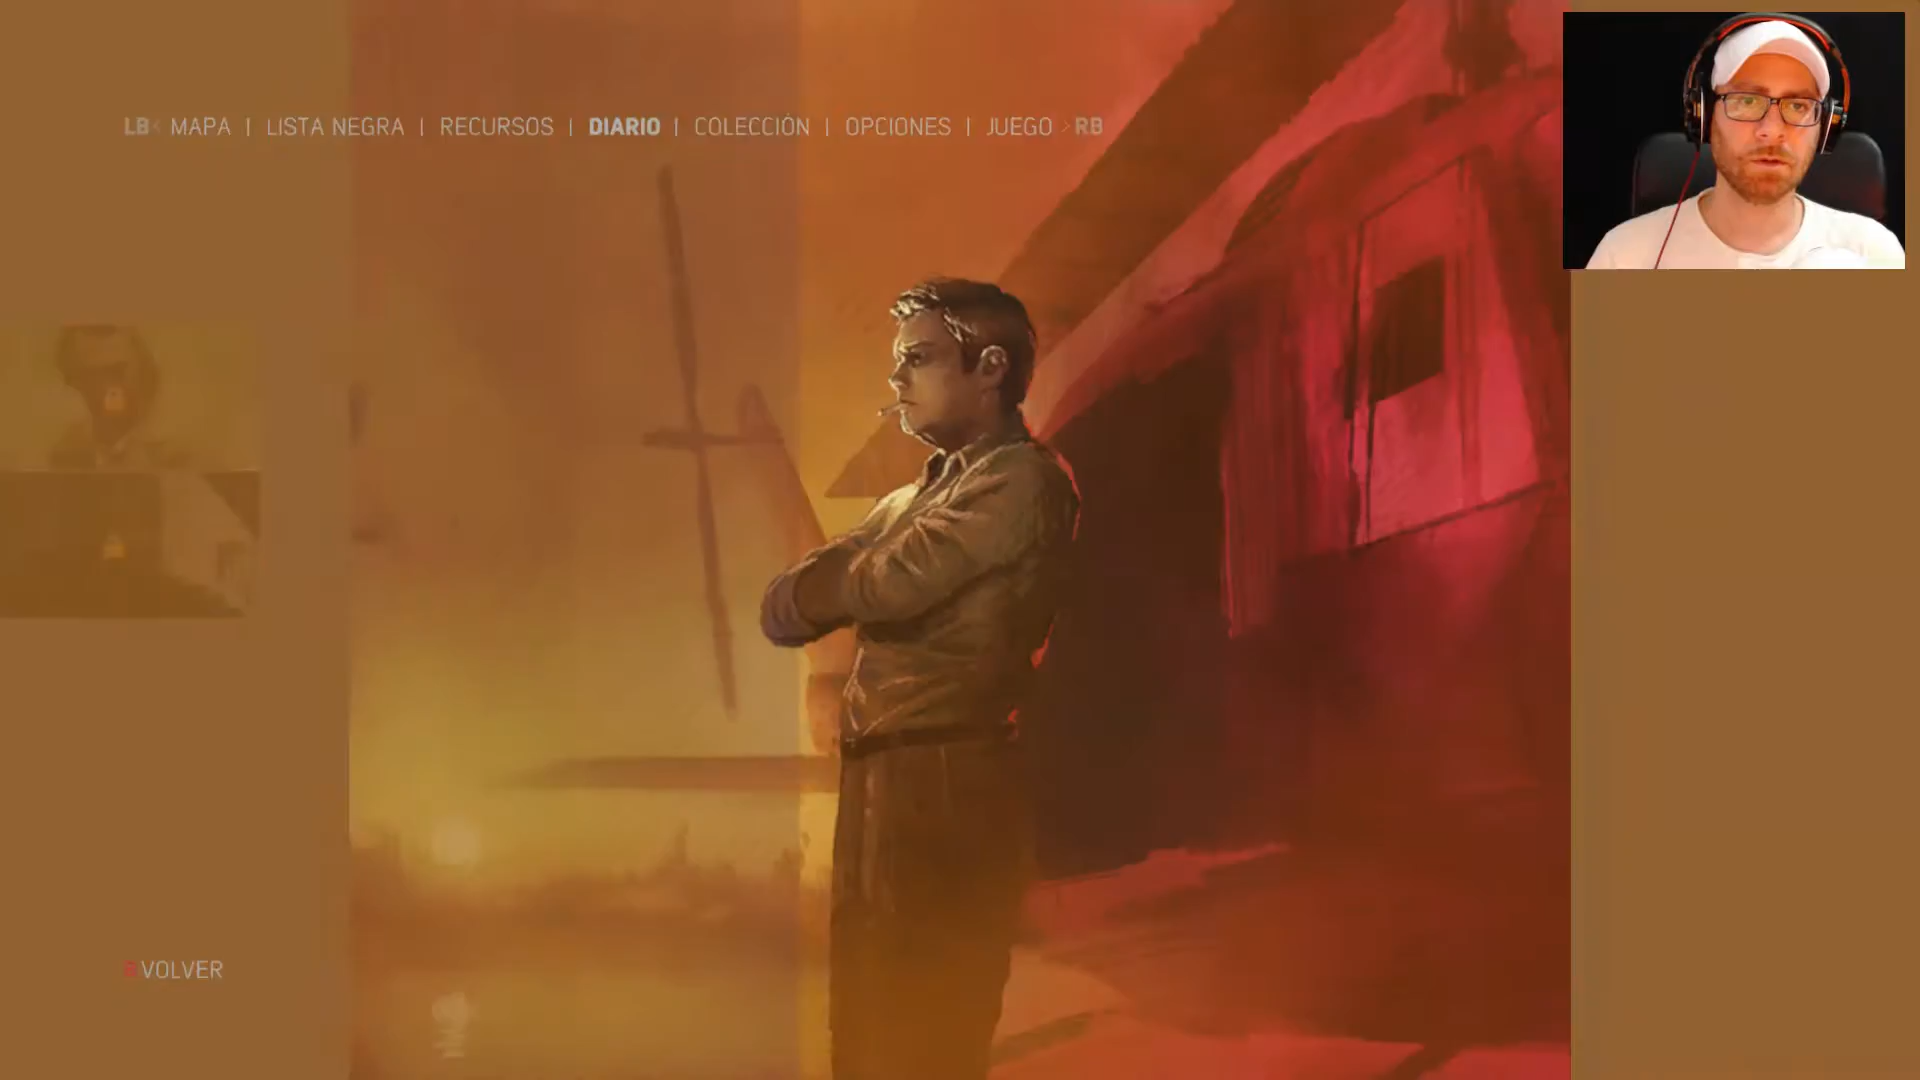 LB< MAPA | LISTA NEGRA | RECURSOS | DIARIO | COLECCIÓN | OPCIONES | JUEGO >RB
VOLVER